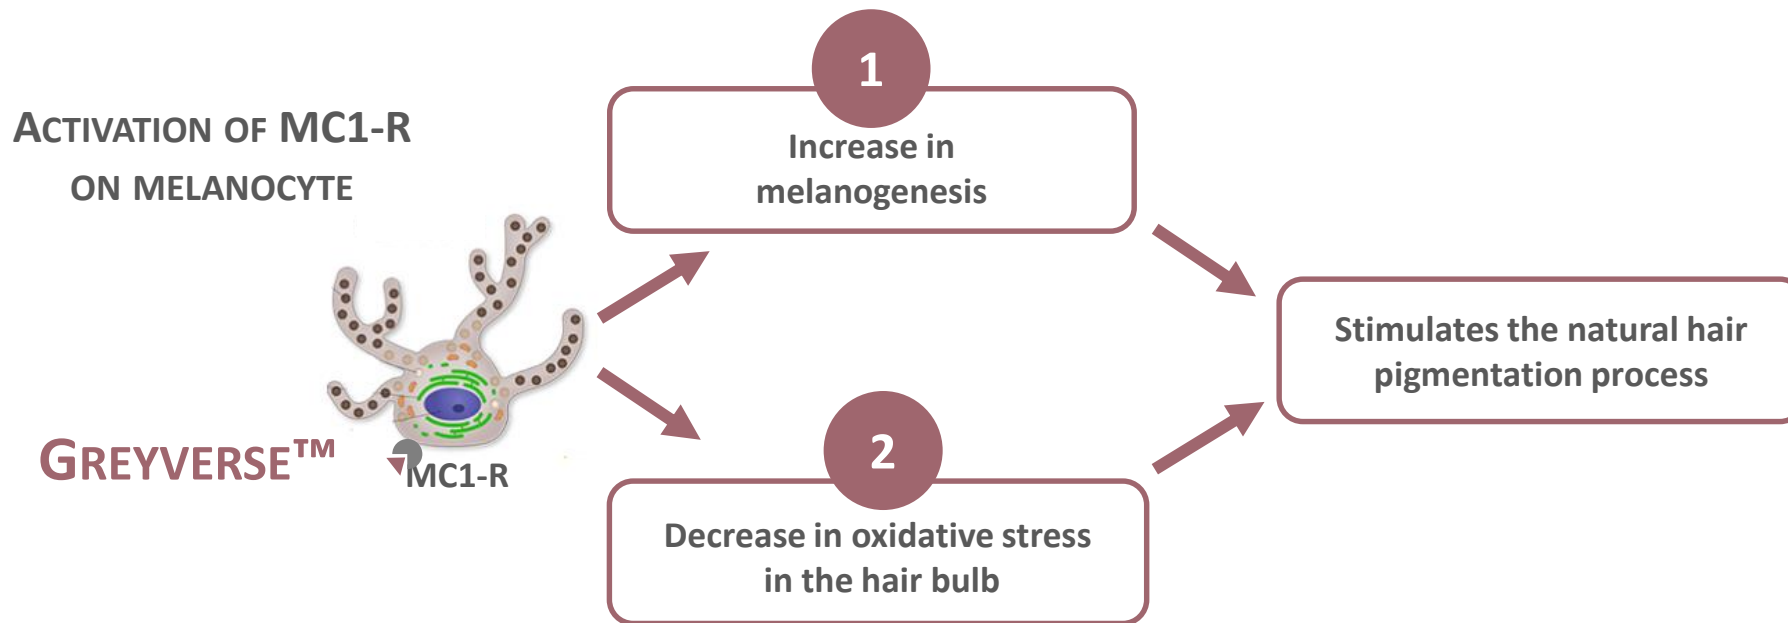 ACTIVATION OF MC1-R
ON MELANOCYTE
GREYVERSE™
MC1-R
1
Increase in
melanogenesis
2
Decrease in oxidative stress
in the hair bulb
Stimulates the natural hair
pigmentation process